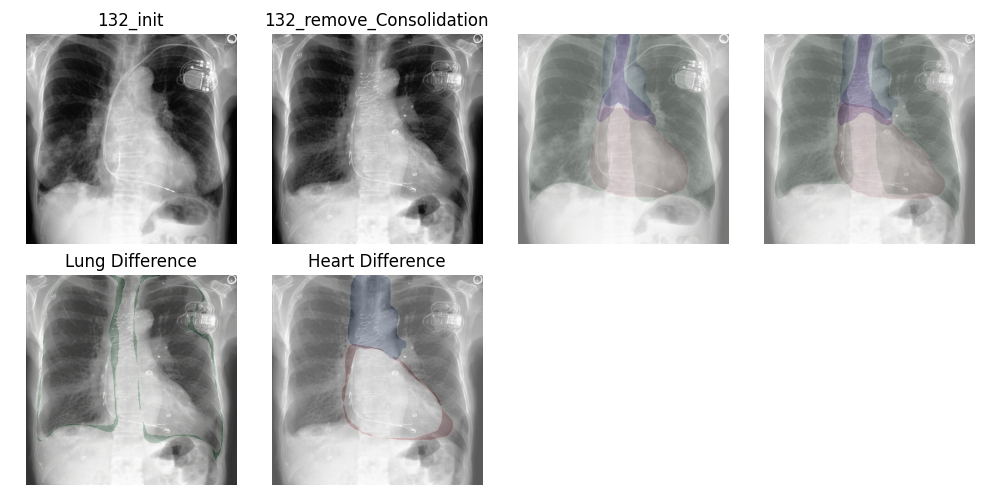 132_init
132_remove_Consolidation
Lung Difference
Heart Difference